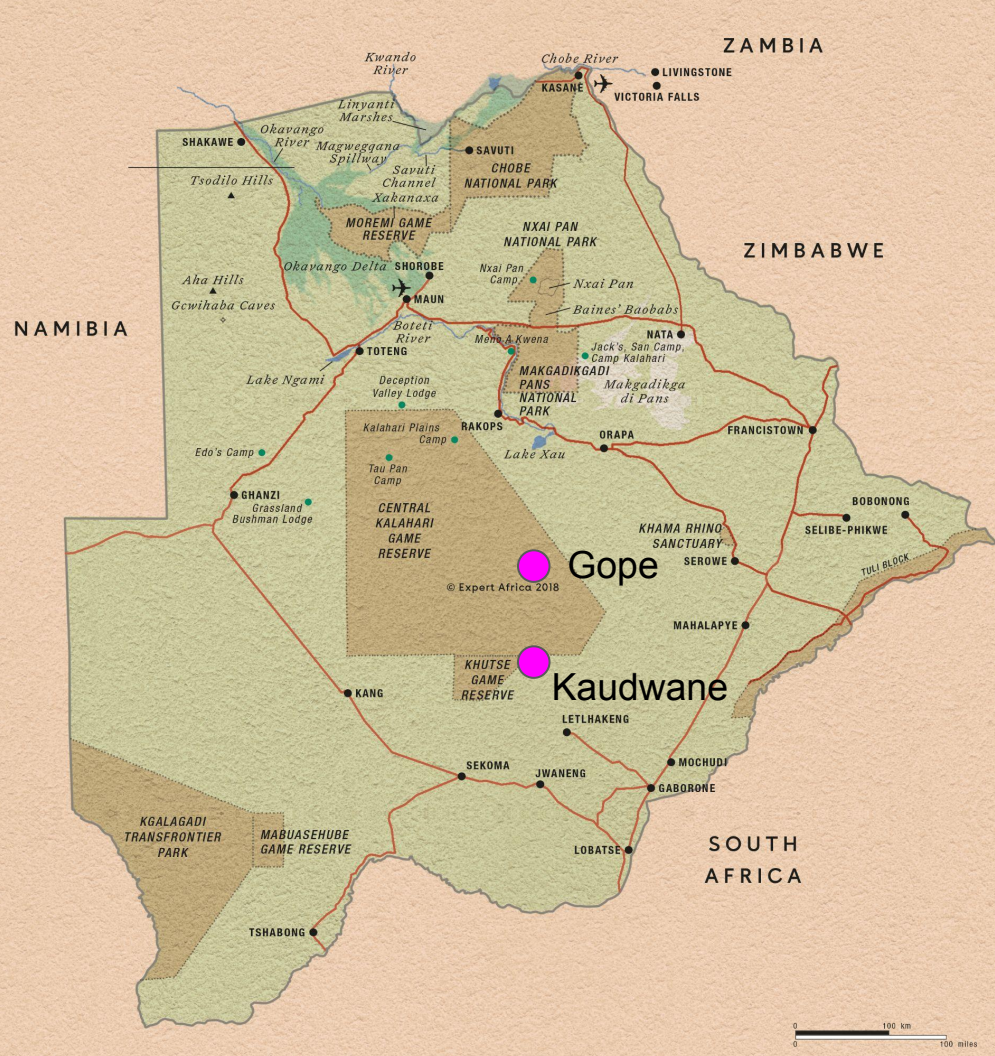 ZAMBIA
Kwando
River
Chobe River
LIVINGSTONE
KASANE
VICTORIA FALLS
Linyanti
Marshes
Okavango
River
SHAKAWE
Magwegqana
Spillway
SAVUTI
Savuti
Channel
CHOBE
NATIONAL PARK
Tsodilo Hills
Xakanaxa
MOREMI GAME
RESERVE
NXAI PAN
NATIONAL PARK
ZIMBABWE
Okavango Delta
SHOROBE
Nxai Pan
Camp
Nxai Pan
Aha Hills
Gcwihaba Caves
MAUN
Baines' Baobabs
NAMIBIA
Boteti
River
Meno A Kwena
NATA
Jack's, San Camp,
Camp Kalahari
TOTENG
Lake Ngami
MAKGADIKGADI
PANS
NATIONAL
PARK
Makgadikga
di Pans
Deception
Valley Lodge
Kalahari Plains
Camp
RAKOPS
ORAPA
FRANCISTOWN
Edo's Camp
Lake Xau
Tau Pan
Camp
GHANZI
Grassland
Bushman Lodge
CENTRAL
KALAHARI
GAME
RESERVE
BOBONONG
SELIBE-PHIKWE
KHAMA RHINO
SANCTUARY
SEROWE
TULI BLOCK
Gope
© Expert Africa 2018
MAHALAPYE
KHUTSE
GAME
RESERVE
Kaudwane
KANG
LETLHAKENG
SEKOMA
JWANENG
MOCHUDI
GABORONE
KGALAGADI
TRANSFRONTIER
PARK
MABUASEHUBE
GAME RESERVE
LOBATSE
SOUTH
AFRICA
TSHABONG
0 100 km
0 100 miles